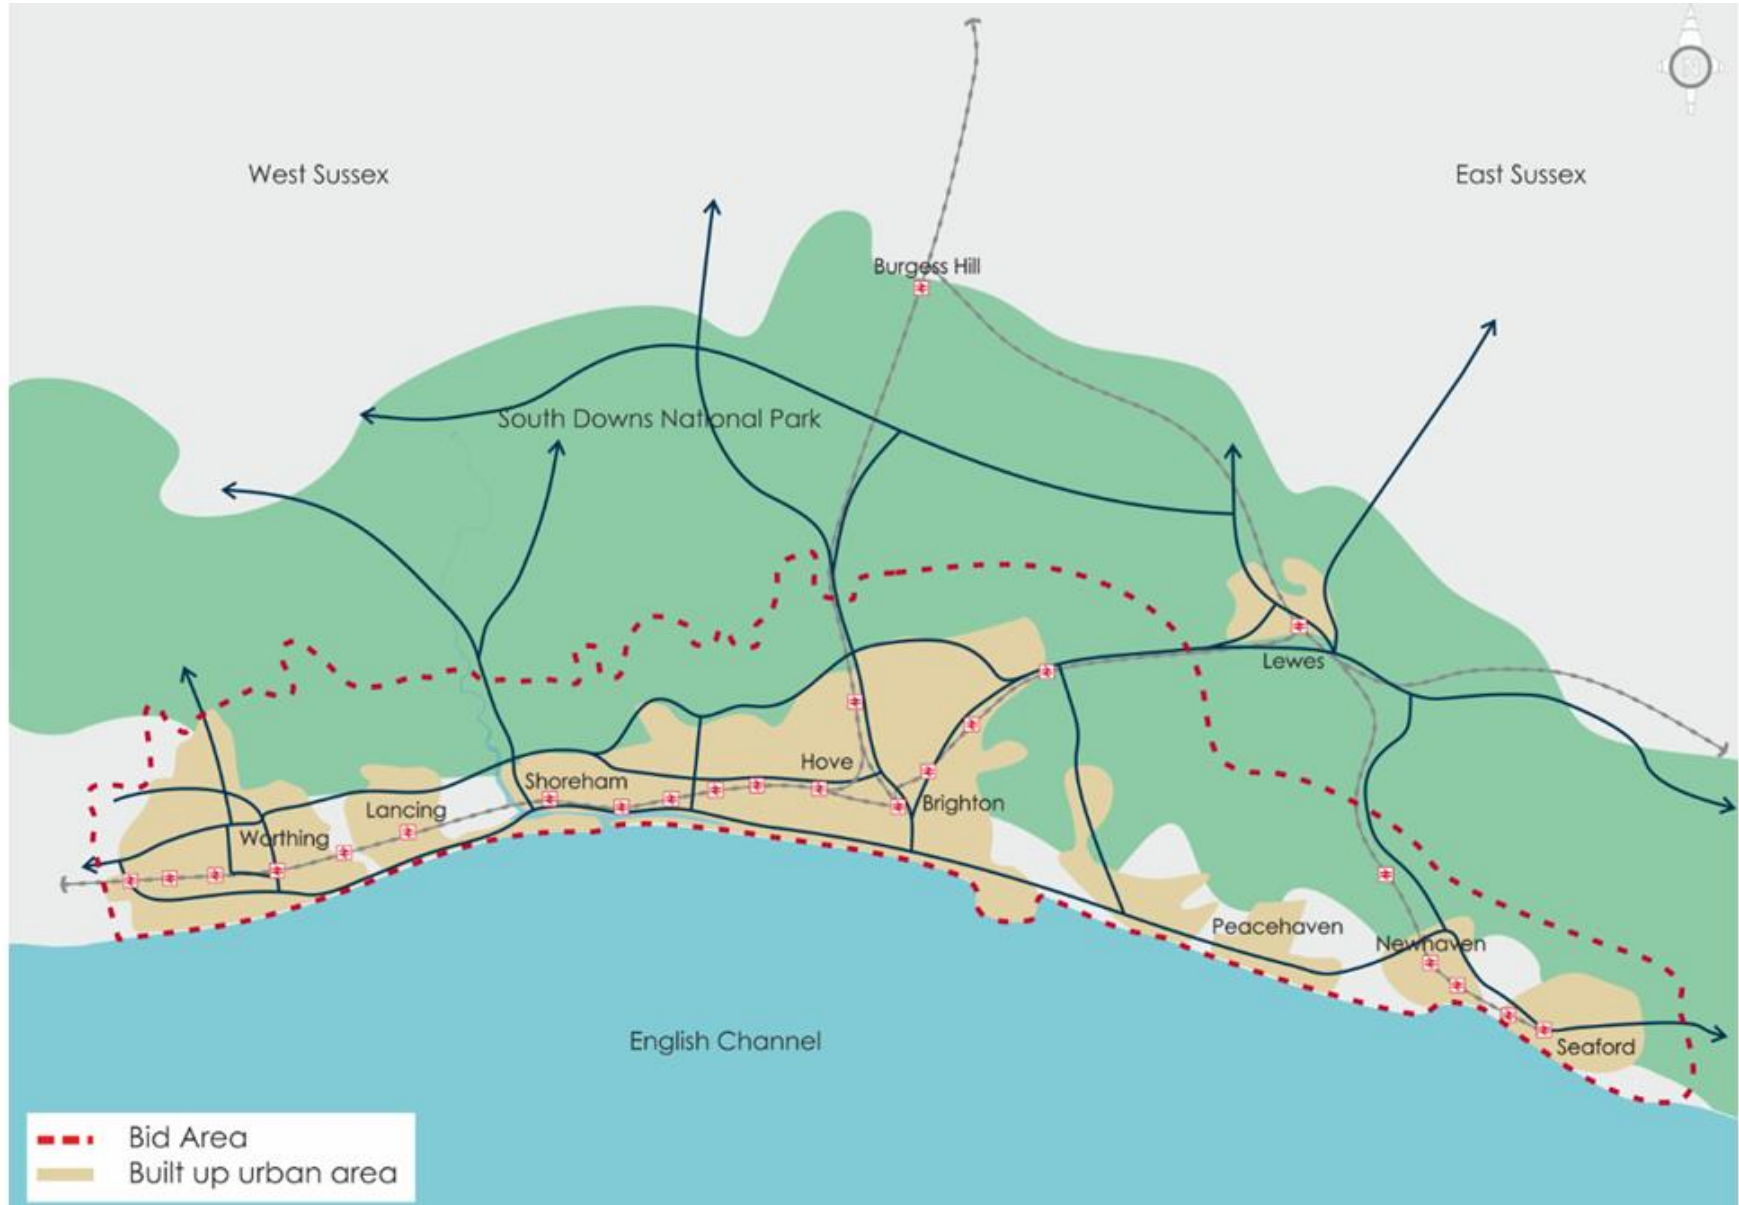 N
West Sussex
East Sussex
Burgess Hill
South Downs National Park
Lewes
Hove
Shoreham
Brighton
Lancing
Worthing
Peacehaven
Newhaven
English Channel
Seaford
Bid Area
Built up urban area